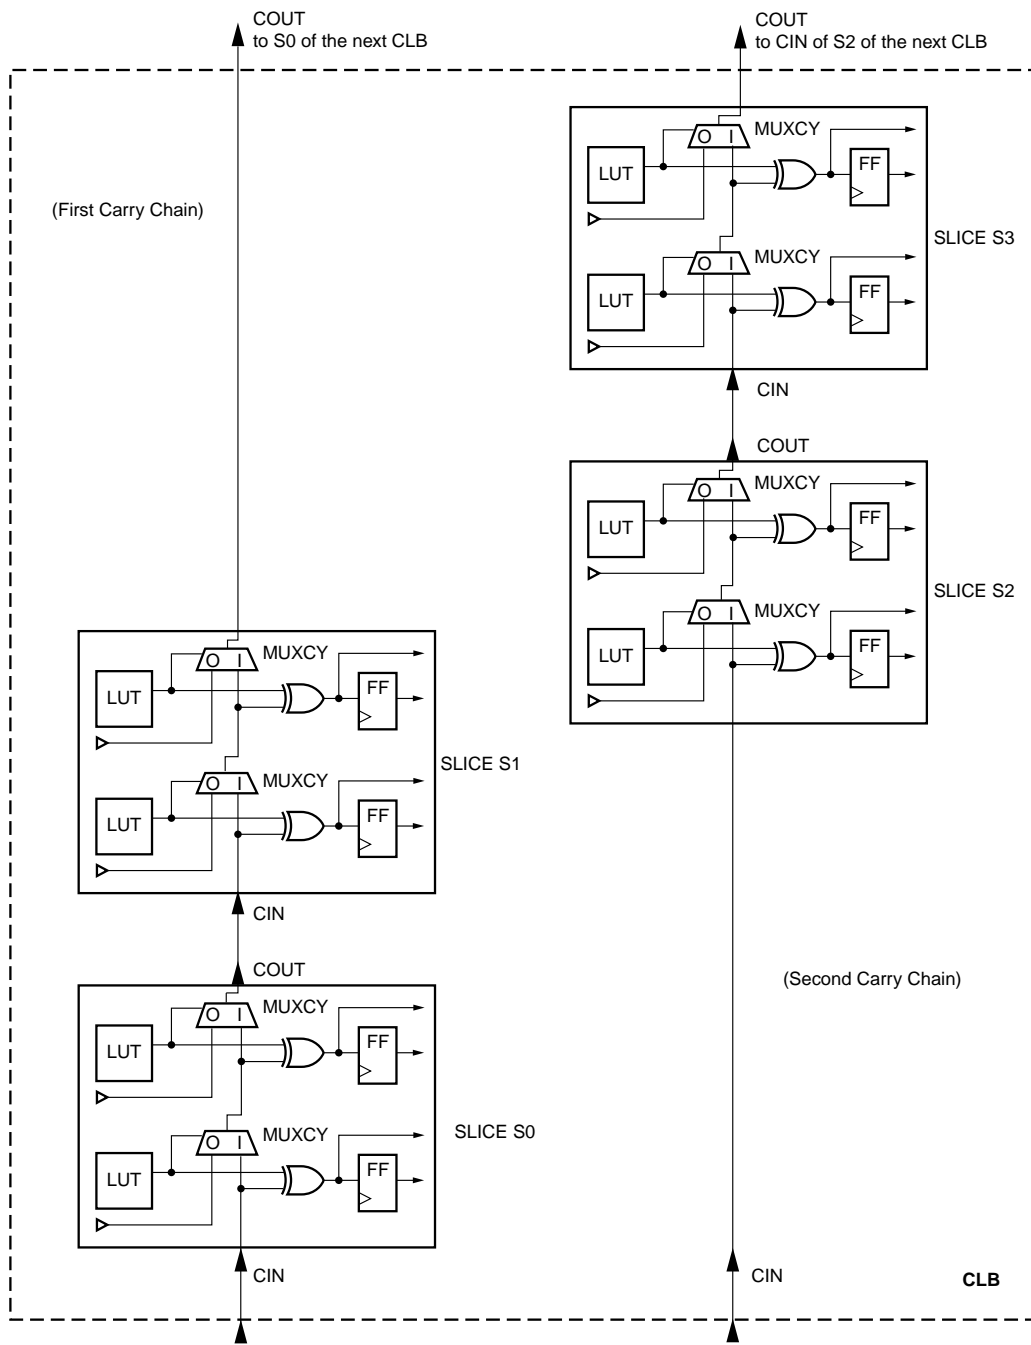 COUT
to S0 of the next CLB
COUT
to CIN of S2 of the next CLB
(First Carry Chain)
O I MUXCY
LUT
FF
SLICE S3
O I MUXCY
LUT
FF
CIN
COUT
O I MUXCY
LUT
FF
SLICE S2
O I MUXCY
LUT
FF
O I MUXCY
LUT
FF
SLICE S1
O I MUXCY
LUT
FF
CIN
COUT
(Second Carry Chain)
O I MUXCY
LUT
FF
SLICE S0
O I MUXCY
LUT
FF
CIN
CIN
CLB